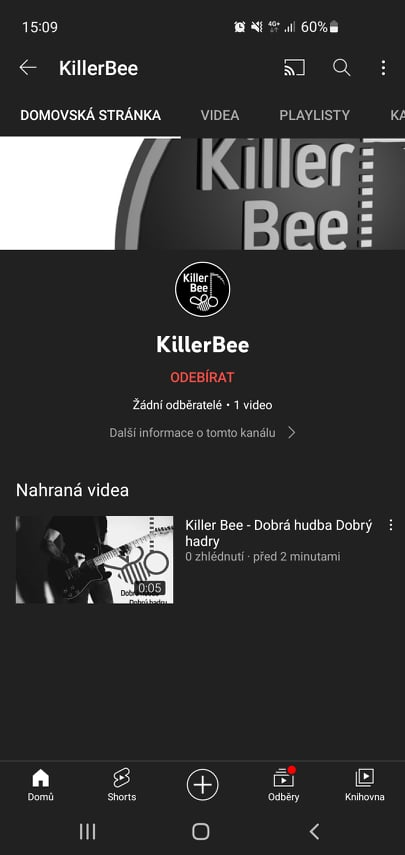 15:09
4G+
60%
KillerBee
DOMOVSKÁ STRÁNKA VIDEA PLAYLISTY KA
Killer
Bee
Killer
Bee
KillerBee
ODEBÍRAT
Žádní odběratelé • 1 video
Další informace o tomto kanálu
Nahraná videa
Killer Bee - Dobrá hudba Dobrý
hadry
0 zhlédnutí · před 2 minutami
0:05
Domů Shorts Odběry Knihovna